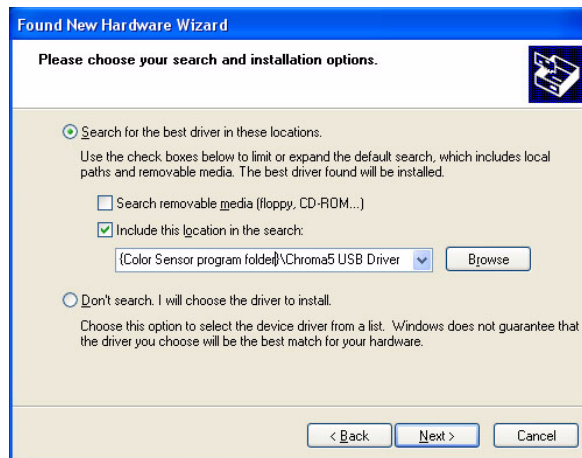 Found New Hardware Wizard
Please choose your search and installation options.
Search for the best driver in these locations.
Use the check boxes below to limit or expand the default search, which includes local
paths and removable media. The best driver found will be installed.
Search removable media (floppy, CD-ROM...)
Include this location in the search:
{Color Sensor program folder}\Chroma5 USB Driver
Browse
Don't search. I will choose the driver to install.
Choose this option to select the device driver from a list. Windows does not guarantee that
the driver you choose will be the best match for your hardware.
< Back
Next >
Cancel